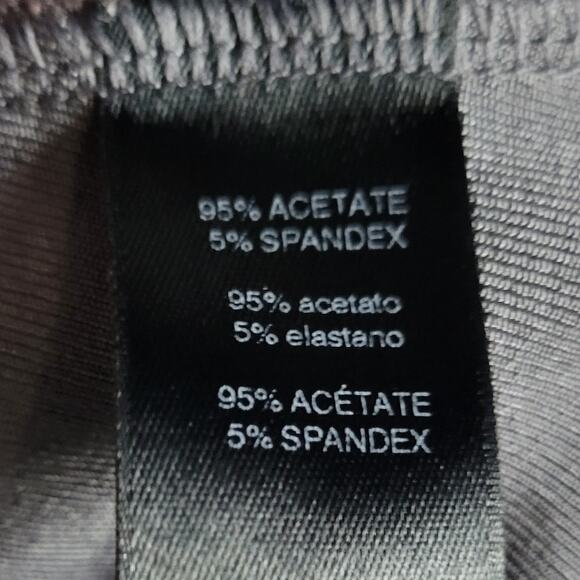 95% ACETATE
5% SPANDEX
95% acetato
5% elastano
95% ACÉTATE
5% SPANDEX